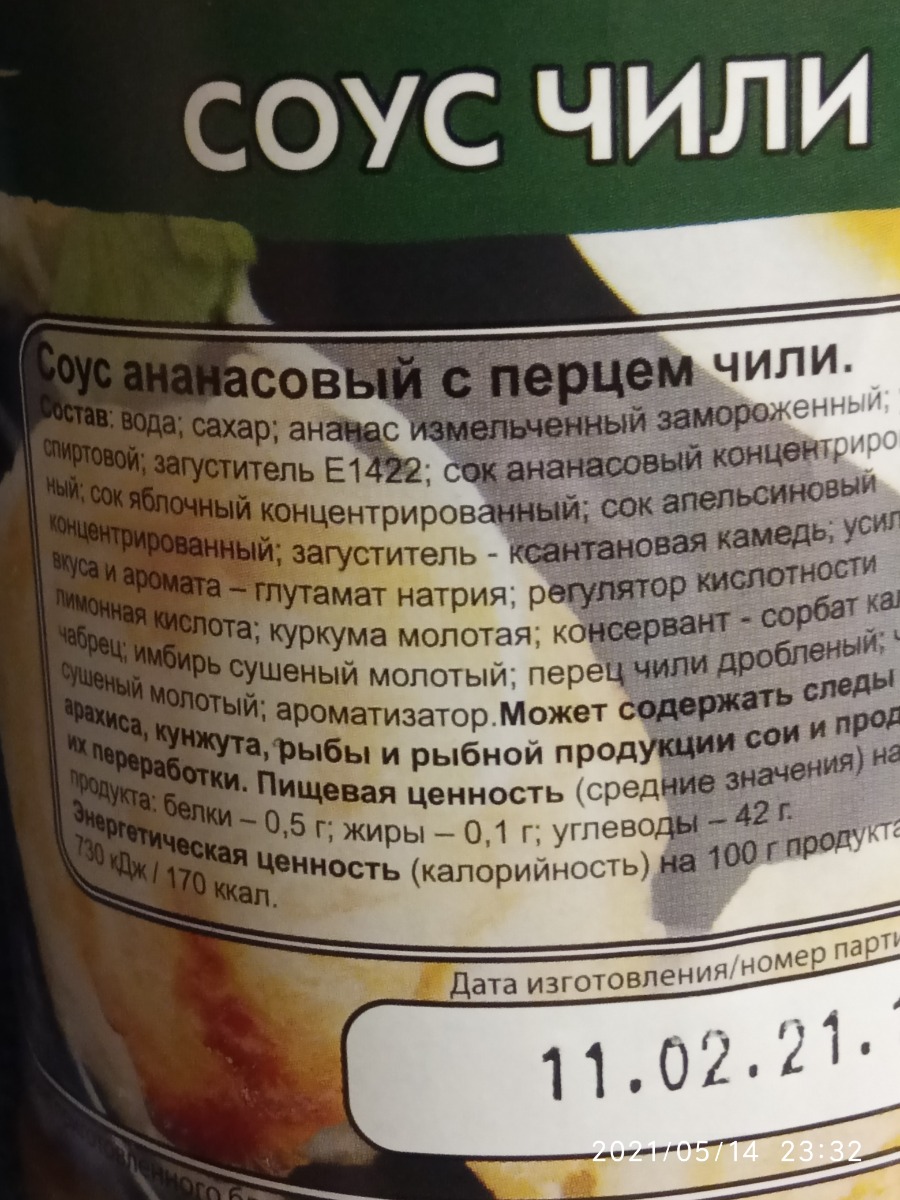 СОУС ЧИЛИ
Соус ананасовый с перцем чили.
Состав: вода; сахар; ананас измельченный замороженный;
спиртовой; загуститель Е1422; сок ананасовый концентриро
ный; сок яблочный концентрированный; сок апельсиновый
концентрированный; загуститель - ксантановая камедь; усил
вкуса и аромата – глутамат натрия; регулятор кислотности
лимонная кислота; куркума молотая; консервант - сорбат ка
чабрец; имбирь сушеный молотый; перец чили дробленый;
сушеный молотый; ароматизатор.Может содержать следы
арахиса, кунжута, рыбы и рыбной продукции сои и прод
их переработки. Пищевая ценность (средние значения) на
продукта: белки – 0,5 г; жиры – 0,1 г; углеводы – 42 г.
Энергетическая ценность (калорийность) на 100 г продукта
730 кДж / 170 ккал.
Дата изготовления/номер парти
11.02.21.
2021/05/14 23:32